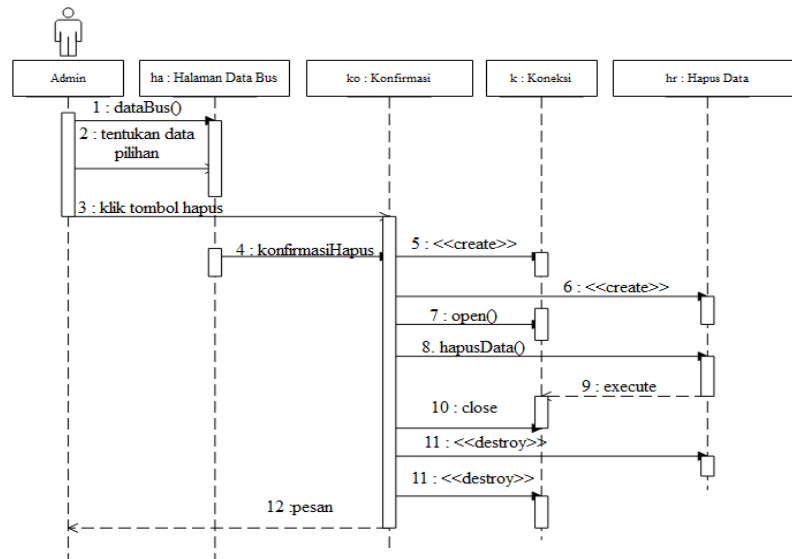 Admin
ha : Halaman Data Bus
ko : Konfirmasi
k : Koneksi
hr : Hapus Data
1 : dataBus()
2 : tentukan data
pilihan
3 : klik tombol hapus
4 : konfirmasiHapus
5 : <<create>>
6 : <<create>>
7 : open()
8. hapusData()
9 : execute
10 : close
11 : <<destroy>>
11 : <<destroy>>
12 :pesan